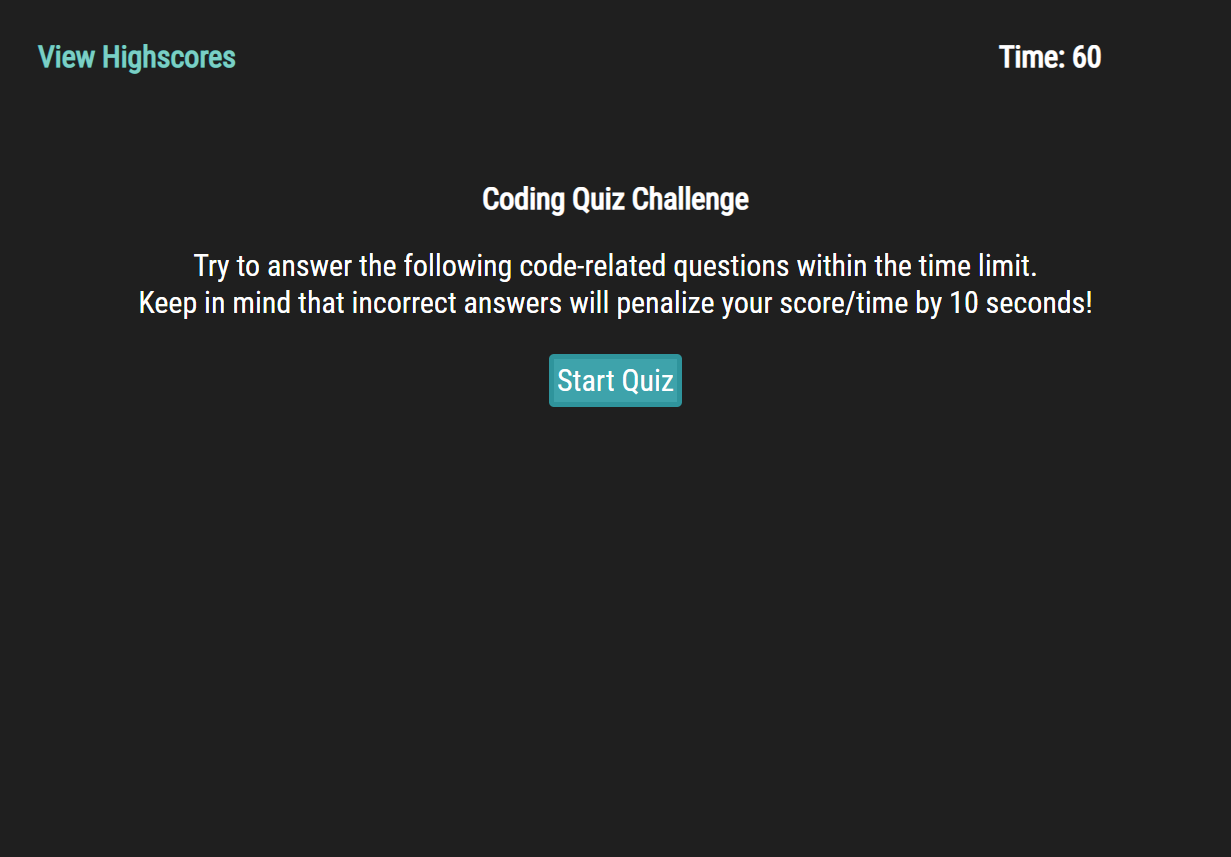 View Highscores
Time: 60
Coding Quiz Challenge
Try to answer the following code-related questions within the time limit.
Keep in mind that incorrect answers will penalize your score/time by 10 seconds!
Start Quiz